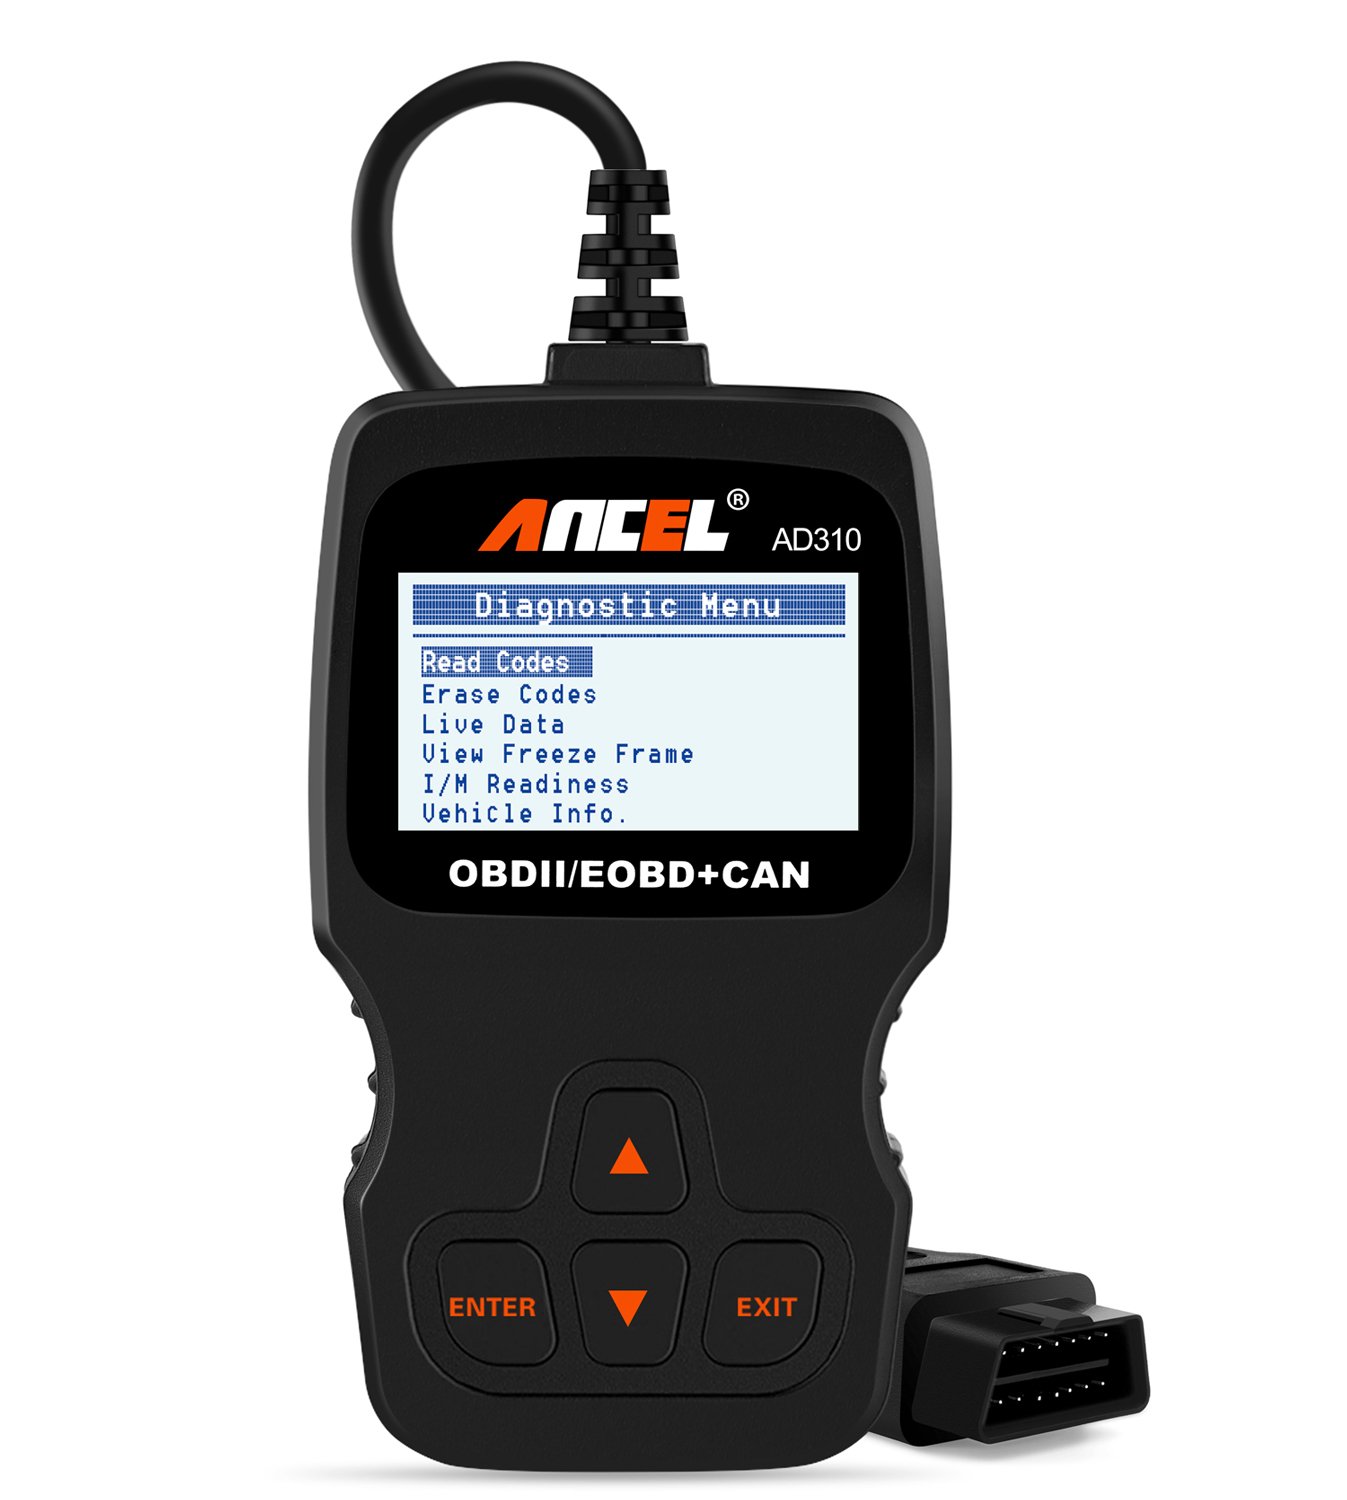 ANCEL®
AD310
Diagnostic Menu
Read Codes
Erase Codes
Live Data
View Freeze Frame
I/M Readiness
Vehicle Info.
OBDII/EOBD+CAN
ENTER
EXIT